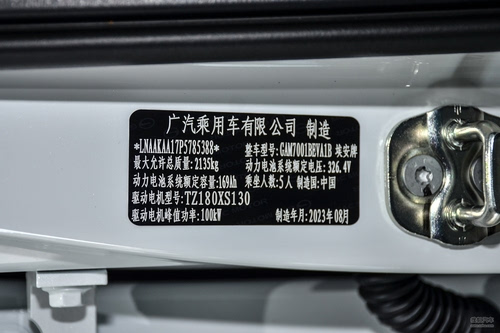 广汽乘用车有限公司 制造
*LNAAKAA17P5785388* 整车型号:GAM7001BEVA1B 埃安牌
最大允许总质量:2135kg 动力电池系统额定电压:326.4V
动力电池系统额定容量:169Ah 乘坐人数:5人 制造国:中国
驱动电机型号:TZ180XS130
驱动电机峰值功率:100kW 制造年月:2023年08月